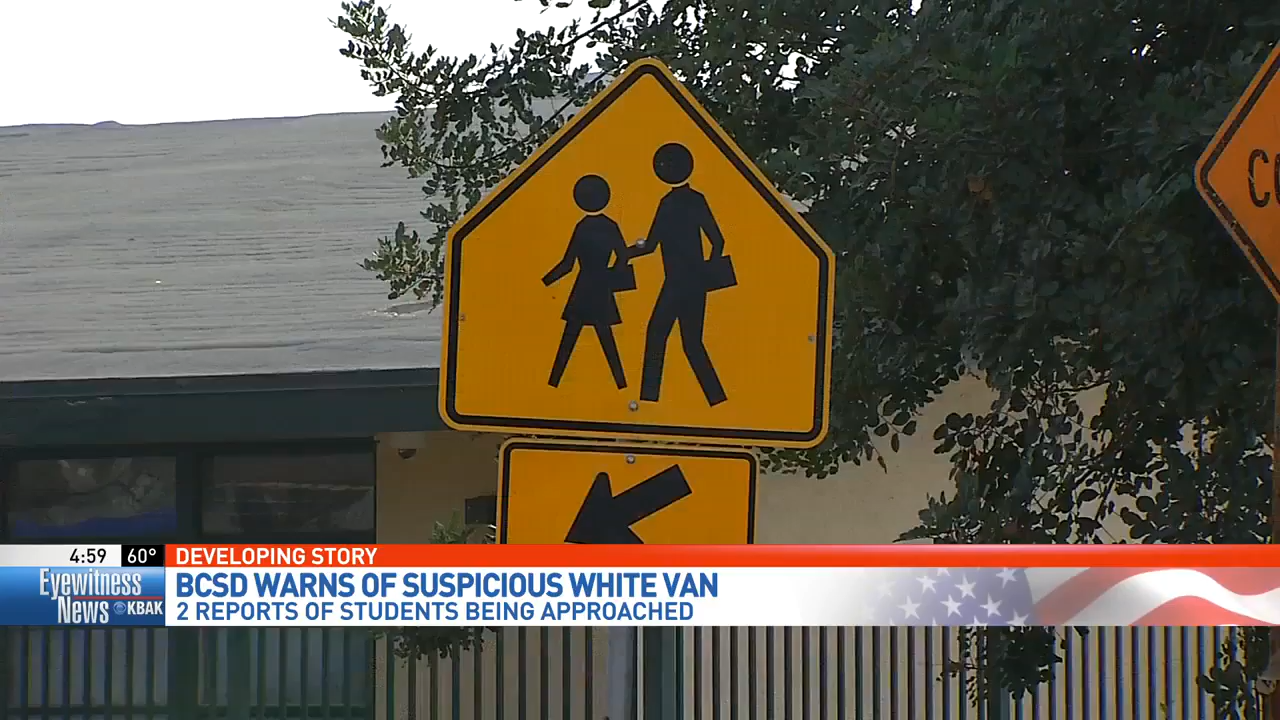 4:59 60° DEVELOPING STORY
Eyewitness News KBAK
BCSD WARNS OF SUSPICIOUS WHITE VAN
2 REPORTS OF STUDENTS BEING APPROACHED